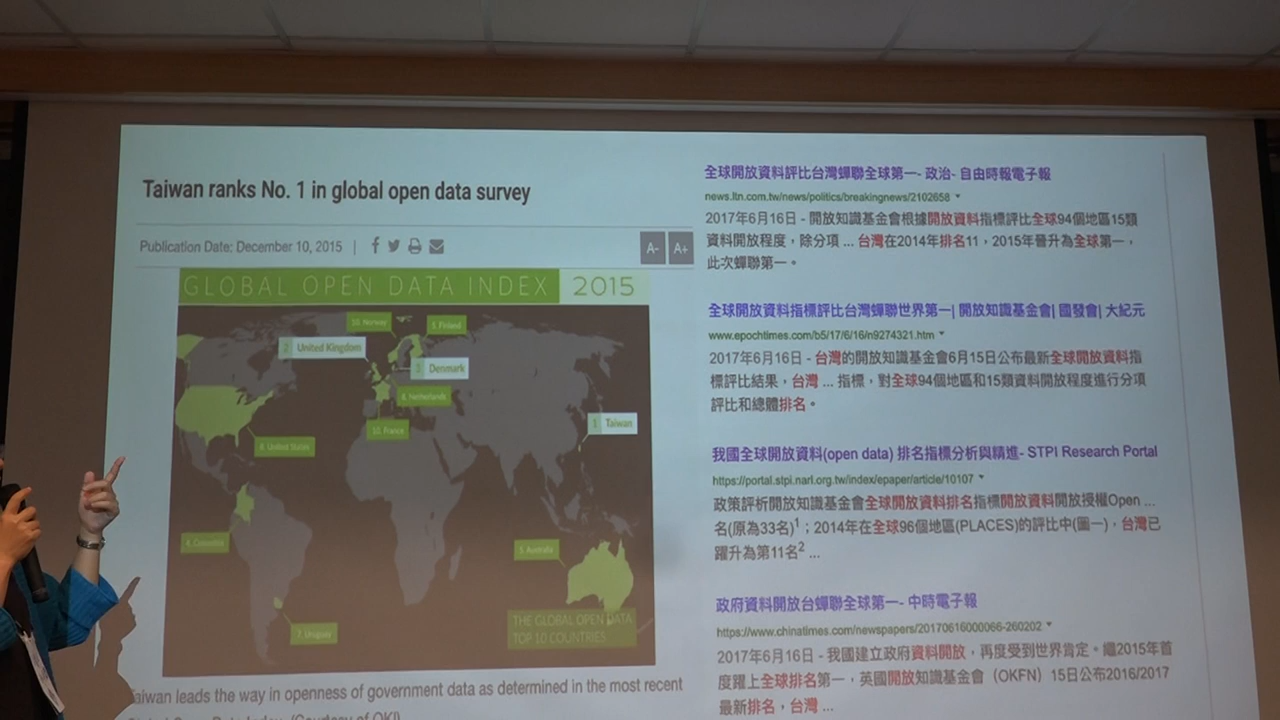 Taiwan ranks No. 1 in global open data survey
Publication Date: December 10, 2015 |
A- A+
GLOBAL OPEN DATA INDEX 2015
10. Norway
5. Finland
2 United Kingdom
3 Denmark
8. Netherlands
1 Taiwan
10. France
8. United States
4. Colombia
5. Australia
7. Uruguay
THE GLOBAL OPEN DATA
TOP 10 COUNTRIES
aiwan leads the way in openness of government data as determined in the most recent
全球開放資料評比台灣蟬聯全球第一- 政治- 自由時報電子報
news.ltn.com.tw/news/politics/breakingnews/2102658
2017年6月16日 - 開放知識基金會根據開放資料指標評比全球94個地區15類
資料開放程度，除分項 ... 台灣在2014年排名11，2015年晉升為全球第一，
此次蟬聯第一。
全球開放資料指標評比台灣蟬聯世界第一| 開放知識基金會| 國發會| 大紀元
www.epochtimes.com/b5/17/6/16/n9274321.htm
2017年6月16日 - 台灣的開放知識基金會6月15日公布最新全球開放資料指
標評比結果，台灣 ... 指標，對全球94個地區和15類資料開放程度進行分項
評比和總體排名。
我國全球開放資料(open data) 排名指標分析與精進- STPI Research Portal
https://portal.stpi.narl.org.tw/index/epaper/article/10107
政策評析開放知識基金會全球開放資料排名指標開放資料開放授權Open ...
名(原為33名)1；2014年在全球96個地區(PLACES)的評比中(圖一)，台灣已
躍升為第11名2 ...
政府資料開放台蟬聯全球第一- 中時電子報
https://www.chinatimes.com/newspapers/20170616000066-260202
2017年6月16日 - 我國建立政府資料開放，再度受到世界肯定。繼2015年首
度躍上全球排名第一，英國開放知識基金會（OKFN）15日公布2016/2017
最新排名，台灣 ...